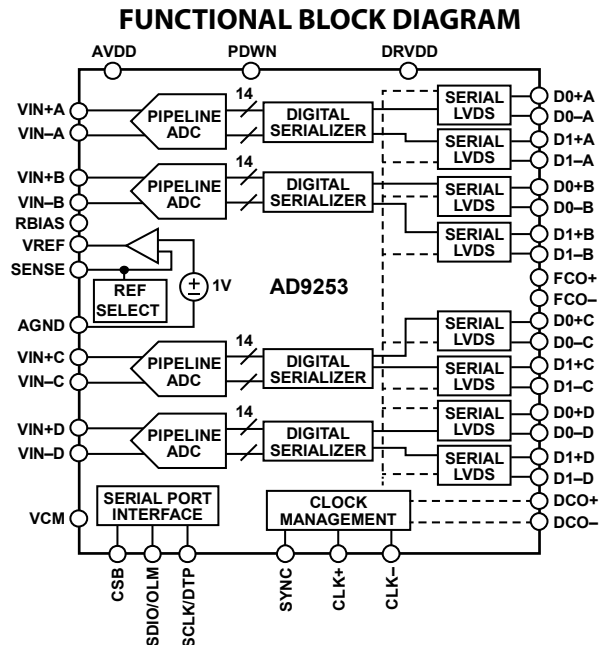 FUNCTIONAL BLOCK DIAGRAM
AVDD
PDWN
DRVDD
VIN+A
VIN–A
PIPELINE
ADC
14
DIGITAL
SERIALIZER
SERIAL
LVDS
SERIAL
LVDS
D0+A
D0–A
D1+A
D1–A
VIN+B
VIN–B
PIPELINE
ADC
14
DIGITAL
SERIALIZER
SERIAL
LVDS
SERIAL
LVDS
D0+B
D0–B
D1+B
D1–B
RBIAS
VREF
SENSE
REF
SELECT
+
–
1V
AGND
AD9253
FCO+
FCO–
VIN+C
VIN–C
PIPELINE
ADC
14
DIGITAL
SERIALIZER
SERIAL
LVDS
SERIAL
LVDS
D0+C
D0–C
D1+C
D1–C
VIN+D
VIN–D
PIPELINE
ADC
14
DIGITAL
SERIALIZER
SERIAL
LVDS
SERIAL
LVDS
D0+D
D0–D
D1+D
D1–D
VCM
SERIAL PORT
INTERFACE
CLOCK
MANAGEMENT
DCO+
DCO–
CSB
SDIO/OLM
SCLK/DTP
SYNC
CLK+
CLK–